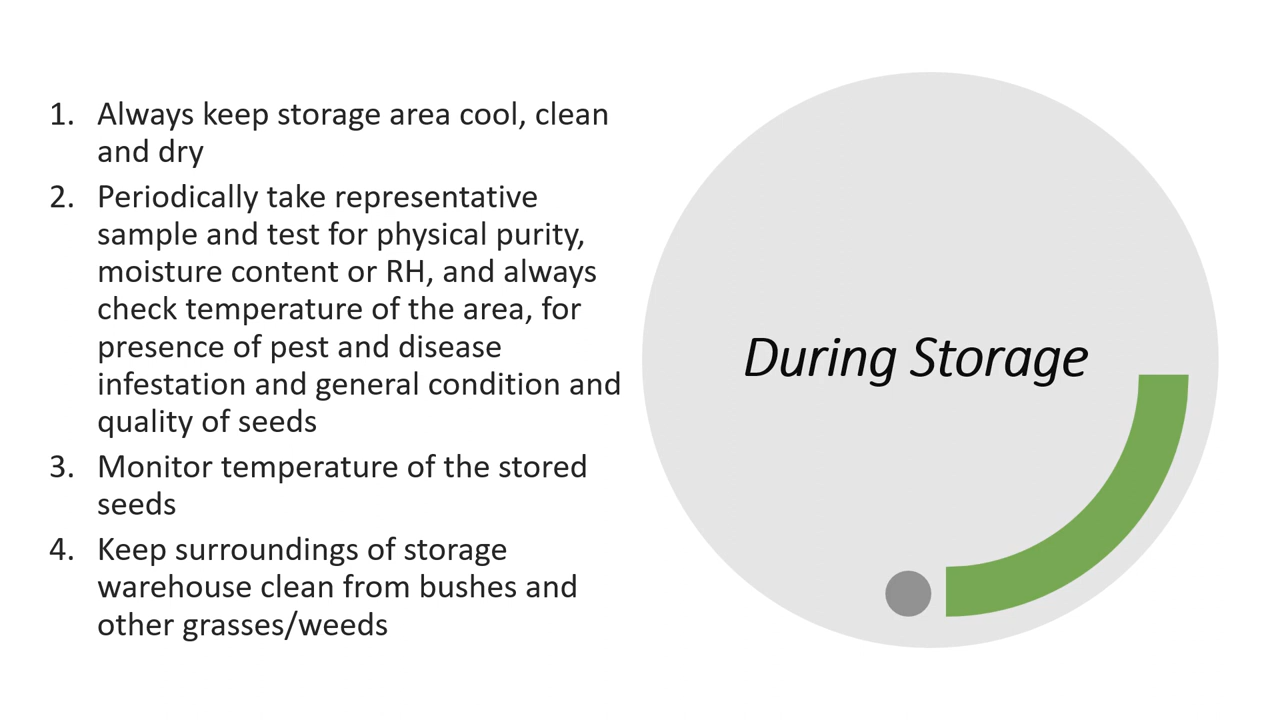 1. Always keep storage area cool, clean
and dry
2. Periodically take representative
sample and test for physical purity,
moisture content or RH, and always
check temperature of the area, for
presence of pest and disease
infestation and general condition and
quality of seeds
3. Monitor temperature of the stored
seeds
4. Keep surroundings of storage
warehouse clean from bushes and
other grasses/weeds
During Storage